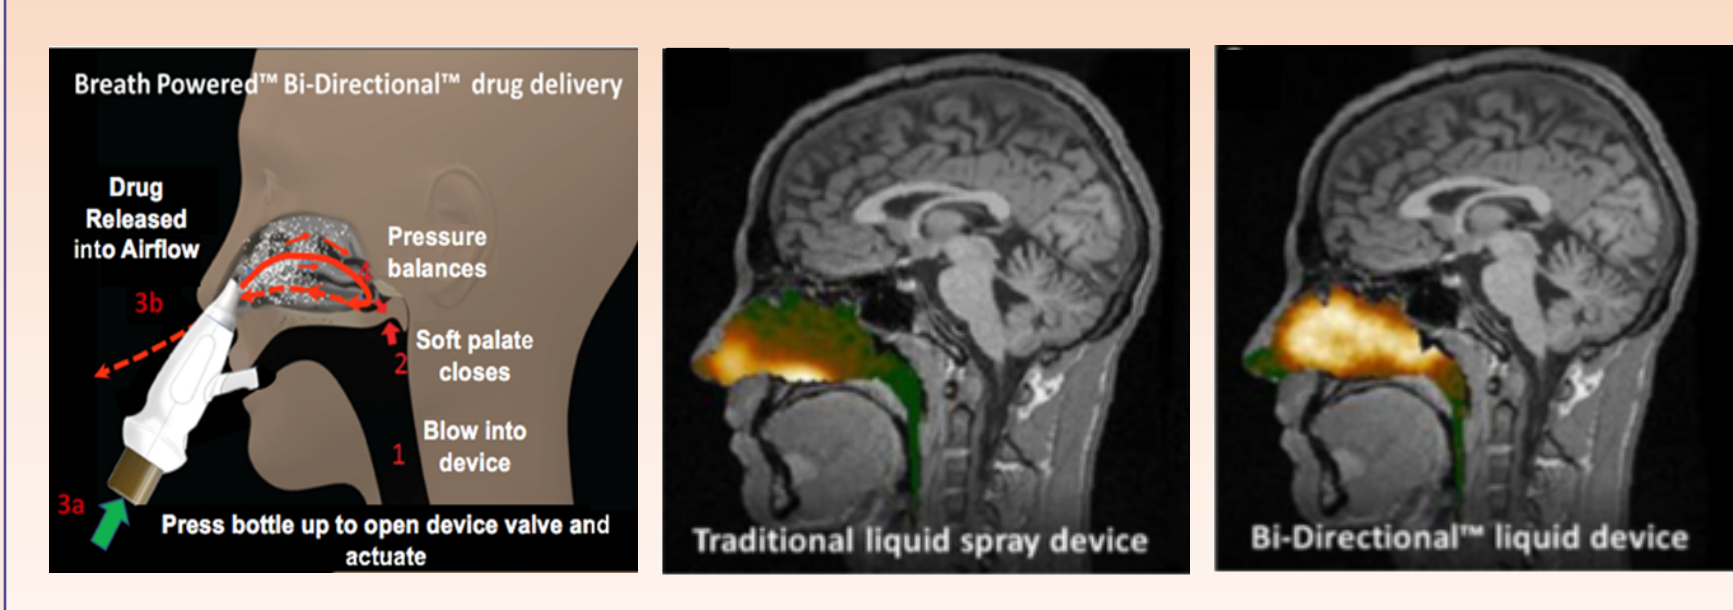 Breath Powered™ Bi-Directional™ drug delivery
Drug
Released
into Airflow
3b
Pressure
balances
4
Soft palate
closes
2
Blow into
device
1
3a
Press bottle up to open device valve and
actuate
Traditional liquid spray device
Bi-Directional™ liquid device